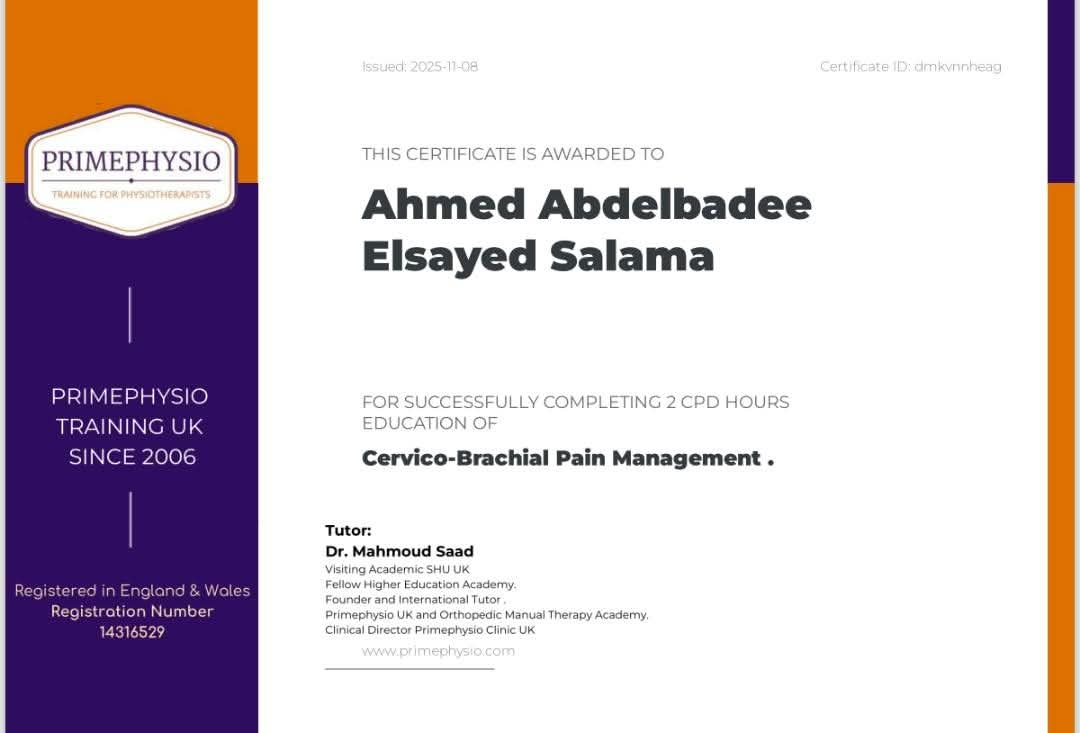 Issued: 2025-11-08
Certificate ID: dmkvnnheag
PRIMEPHYSIO
TRAINING FOR PHYSIOTHERAPISTS
PRIMEPHYSIO
TRAINING UK
SINCE 2006
Registered in England & Wales
Registration Number
14316529
THIS CERTIFICATE IS AWARDED TO
Ahmed Abdelbadee
Elsayed Salama
FOR SUCCESSFULLY COMPLETING 2 CPD HOURS
EDUCATION OF
Cervico-Brachial Pain Management .
Tutor:
Dr. Mahmoud Saad
Visiting Academic SHU UK
Fellow Higher Education Academy.
Founder and International Tutor .
Primephysio UK and Orthopedic Manual Therapy Academy.
Clinical Director Primephysio Clinic UK
www.primephysio.com